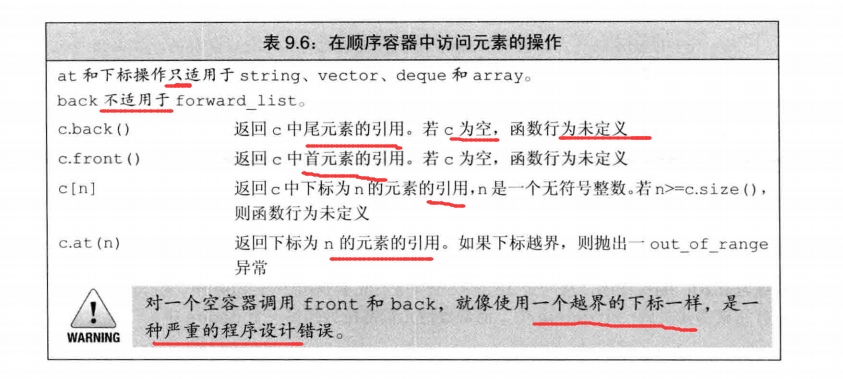 表 9.6：在顺序容器中访问元素的操作
at 和下标操作只适用于 string、vector、deque 和 array。
back 不适用于 forward_list。
c.back() 返回 c 中尾元素的引用。若 c 为空，函数行为未定义
c.front() 返回 c 中首元素的引用。若 c 为空，函数行为未定义
c[n] 返回 c 中下标为 n 的元素的引用,n 是一个无符号整数。若 n>=c.size()，
则函数行为未定义
c.at(n) 返回下标为 n 的元素的引用。如果下标越界，则抛出一 out_of_range
异常
对一个空容器调用 front 和 back，就像使用一个越界的下标一样，是一
种严重的程序设计错误。
WARNING